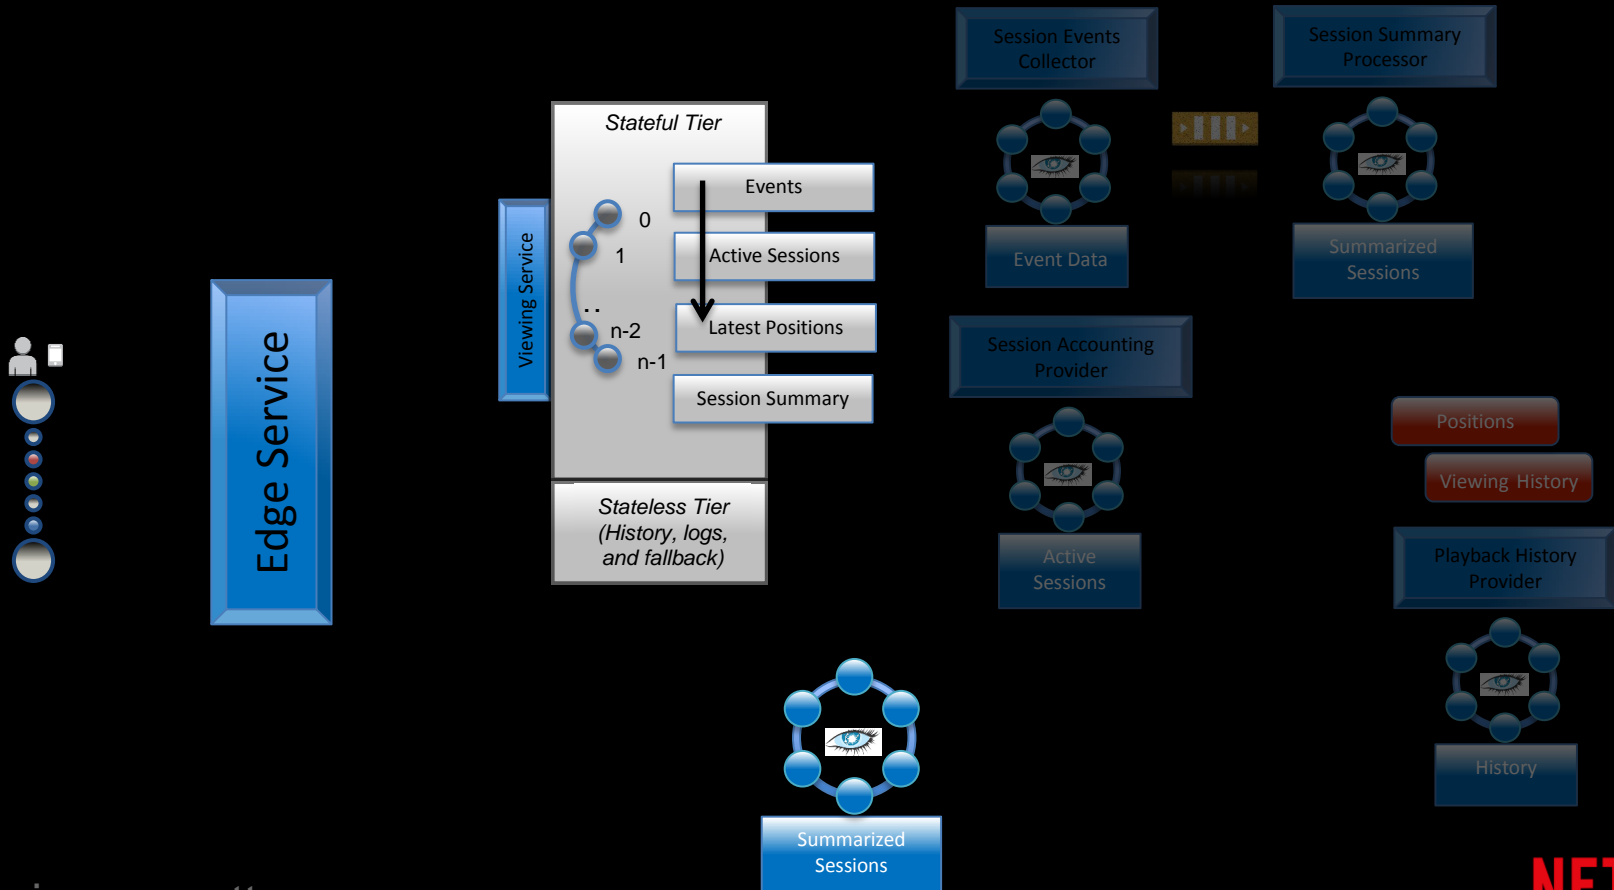 Session Events
Collector
Session Summary
Processor
Stateful Tier
Events
0
Viewing Service
1
Active Sessions
Event Data
Summarized
Sessions
..
n-2
Latest Positions
n-1
Edge Service
Session Accounting
Provider
Session Summary
Positions
Viewing History
Stateless Tier
(History, logs,
and fallback)
Active
Sessions
Playback History
Provider
History
Summarized
Sessions
NET